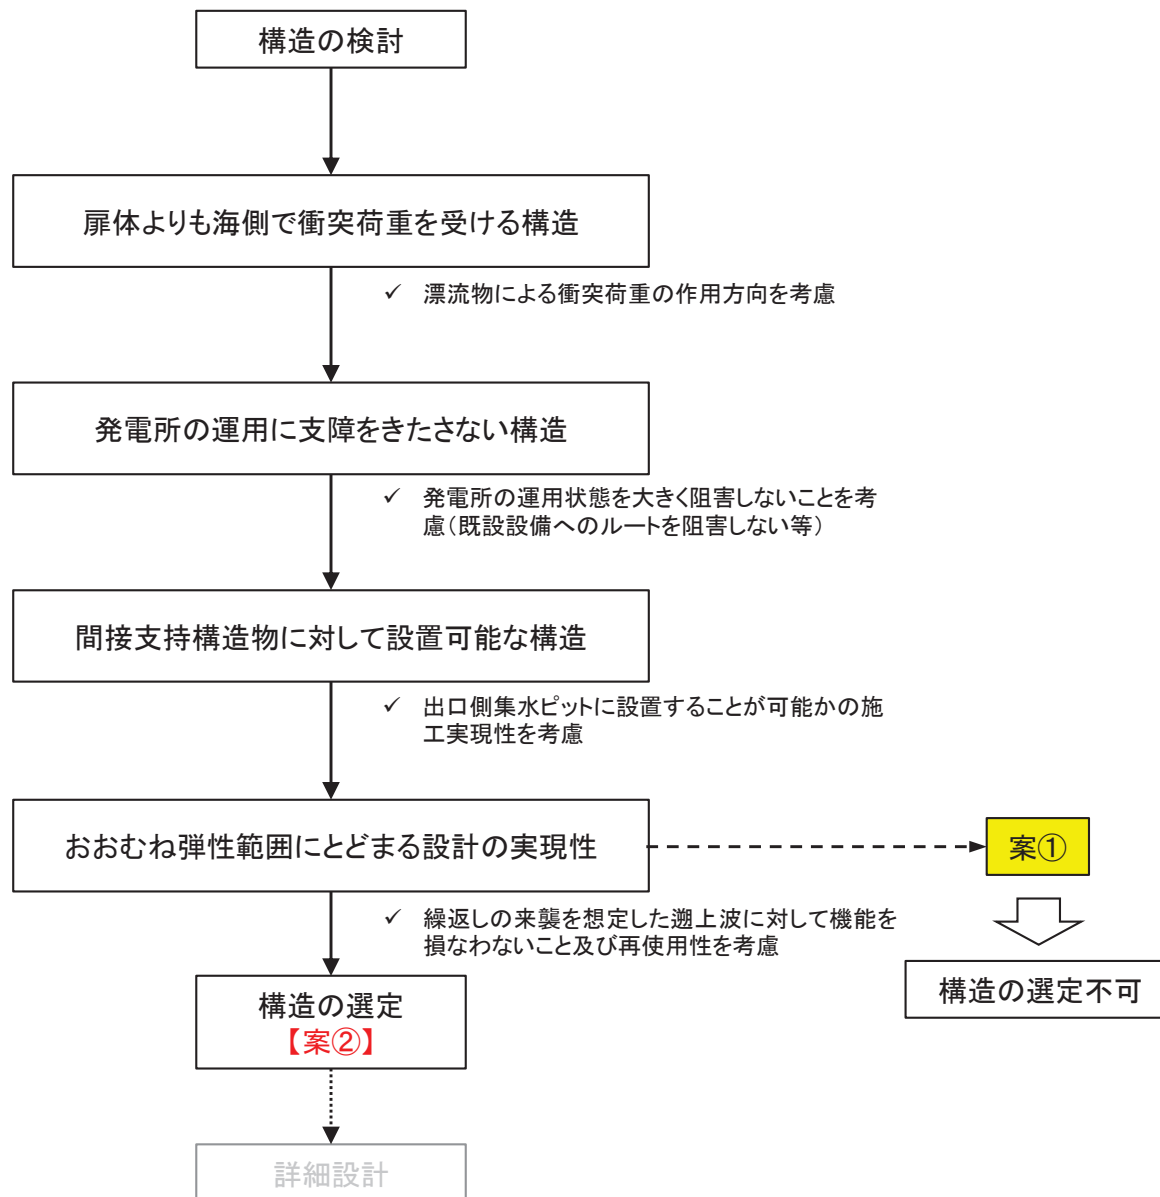 構造の検討
扉体よりも海側で衝突荷重を受ける構造
✓ 漂流物による衝突荷重の作用方向を考慮
発電所の運用に支障をきたさない構造
✓ 発電所の運用状態を大きく阻害しないことを考
慮（既設設備へのルートを阻害しない等）
間接支持構造物に対して設置可能な構造
✓ 出口側集水ピットに設置することが可能かの施
工実現性を考慮
おおむね弾性範囲にとどまる設計の実現性
案①
✓ 繰返しの来襲を想定した遡上波に対して機能を
損なわないこと及び再使用性を考慮
構造の選定不可
構造の選定
【案②】
詳細設計